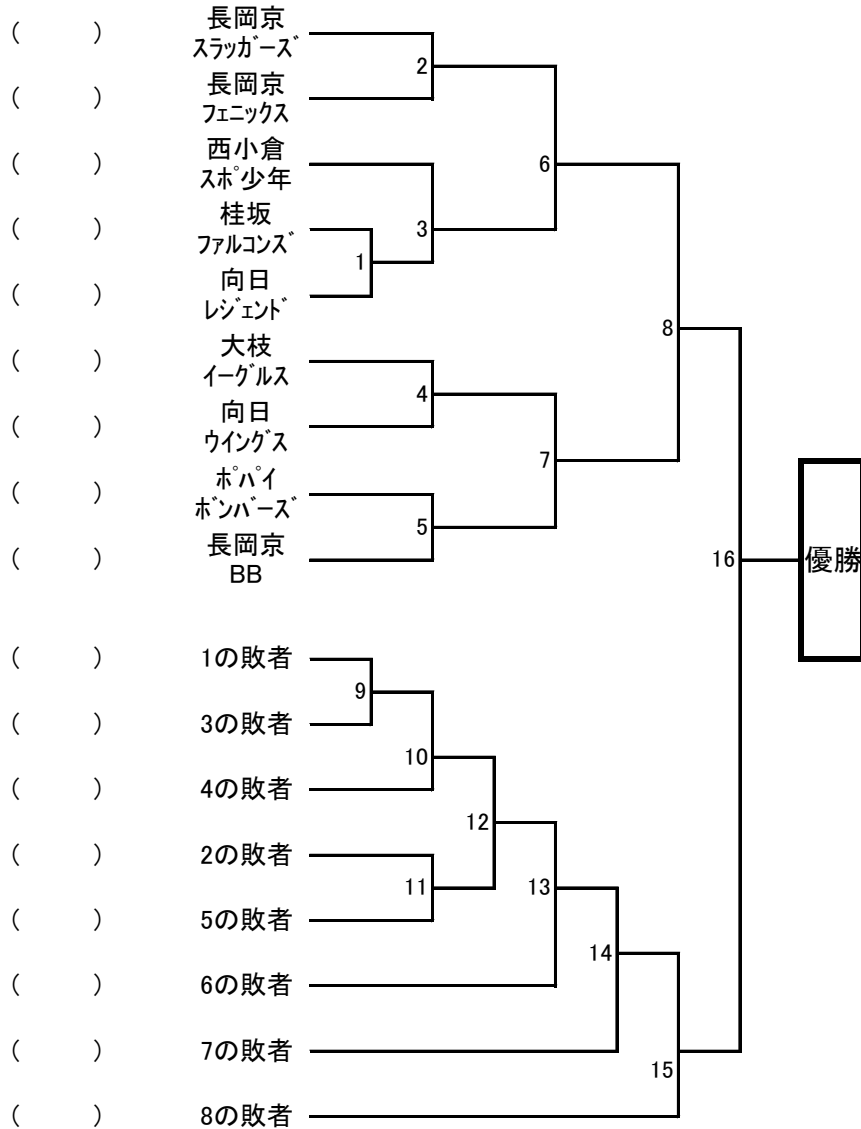 ( ) 長岡京
スラッガーズ
2
( ) 長岡京
フェニックス
( ) 西小倉
スポ少年
6
( ) 桂坂
ファルコンズ
3
1
( ) 向日
レジェンド
8
( ) 大枝
イーグルス
4
( ) 向日
ウイングス
7
( ) ポパイ
ボンバーズ
5
( ) 長岡京
BB
16
優勝
( ) 1の敗者
9
( ) 3の敗者
10
( ) 4の敗者
12
( ) 2の敗者
11
13
( ) 5の敗者
14
( ) 6の敗者
( ) 7の敗者
15
( ) 8の敗者